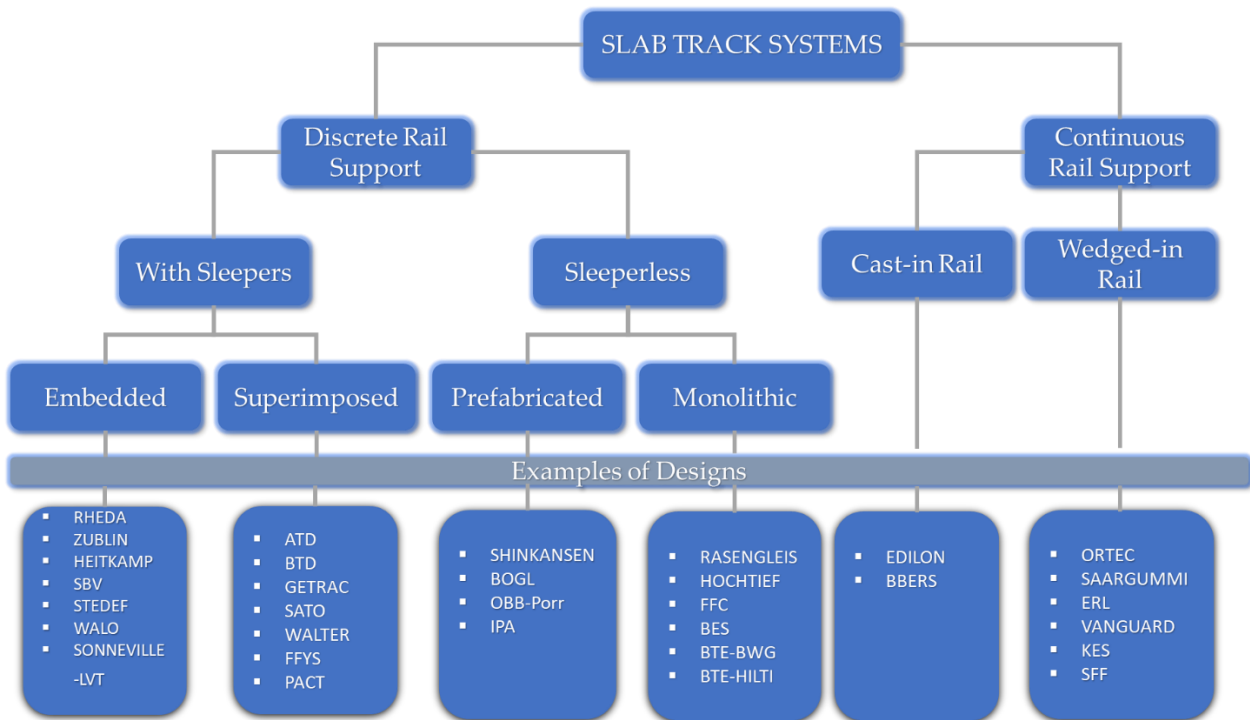 SLAB TRACK SYSTEMS
Discrete Rail
Support
Continuous
Rail Support
With Sleepers
Sleeperless
Cast-in Rail
Wedged-in
Rail
Embedded
Superimposed
Prefabricated
Monolithic
Examples of Designs
▪ RHEDA
▪ ZUBLIN
▪ HEITKAMP
▪ SBV
▪ STEDEF
▪ WALO
▪ SONNEVILLE
-LVT
▪ ATD
▪ BTD
▪ GETRAC
▪ SATO
▪ WALTER
▪ FFYS
▪ PACT
▪ SHINKANSEN
▪ BOGL
▪ OBB-Porr
▪ IPA
▪ RASENGLEIS
▪ HOCHTIEF
▪ FFC
▪ BES
▪ BTE-BWG
▪ BTE-HILTI
▪ EDILON
▪ BBERS
▪ ORTEC
▪ SAARGUMMI
▪ ERL
▪ VANGUARD
▪ KES
▪ SFF